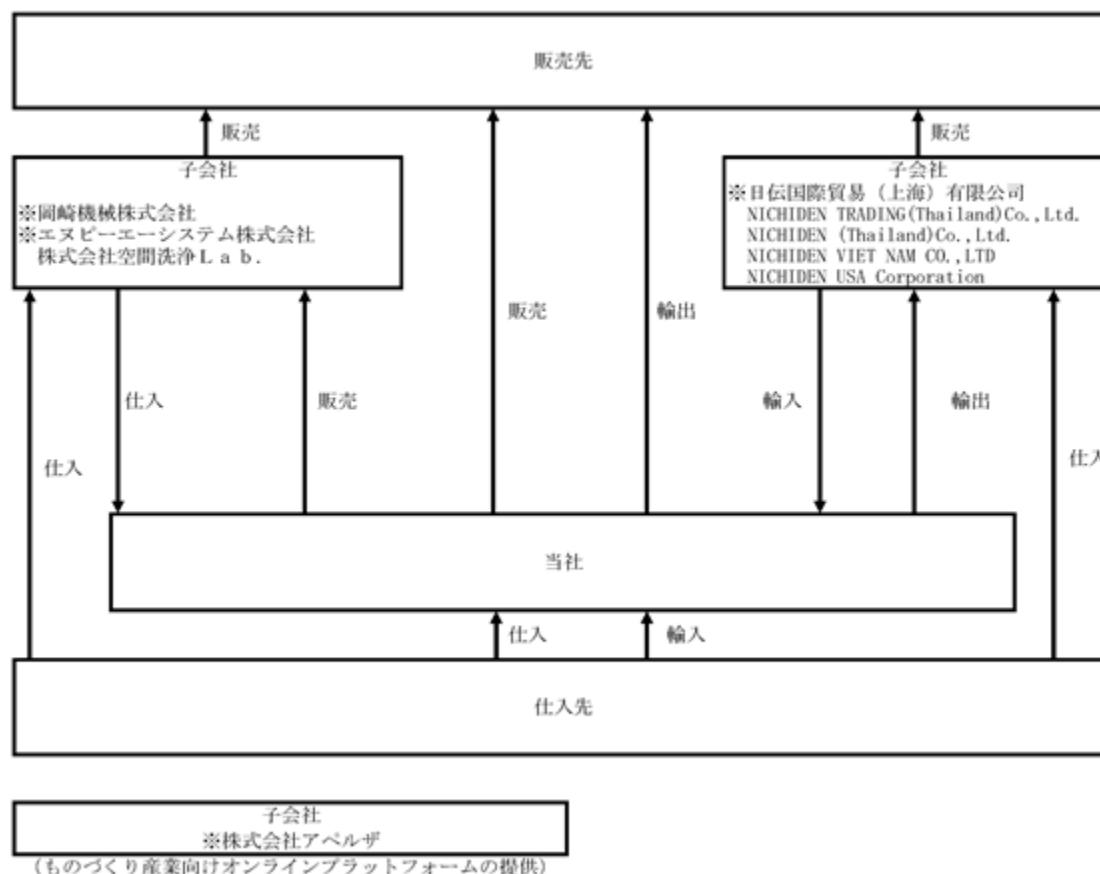 販売先
販売
販売
子会社
※岡崎機械株式会社
※エヌピーエーシステム株式会社
株式会社空間洗浄Ｌａｂ.
子会社
※日伝国際貿易（上海）有限公司
NICHIDEN TRADING(Thailand)Co.,Ltd.
NICHIDEN (Thailand)Co.,Ltd.
NICHIDEN VIET NAM CO.,LTD
NICHIDEN USA Corporation
販売
輸出
仕入
販売
輸入
輸出
仕入
仕入
当社
仕入
輸入
仕入先
子会社
※株式会社アペルザ
（ものづくり産業向けオンラインプラットフォームの提供）